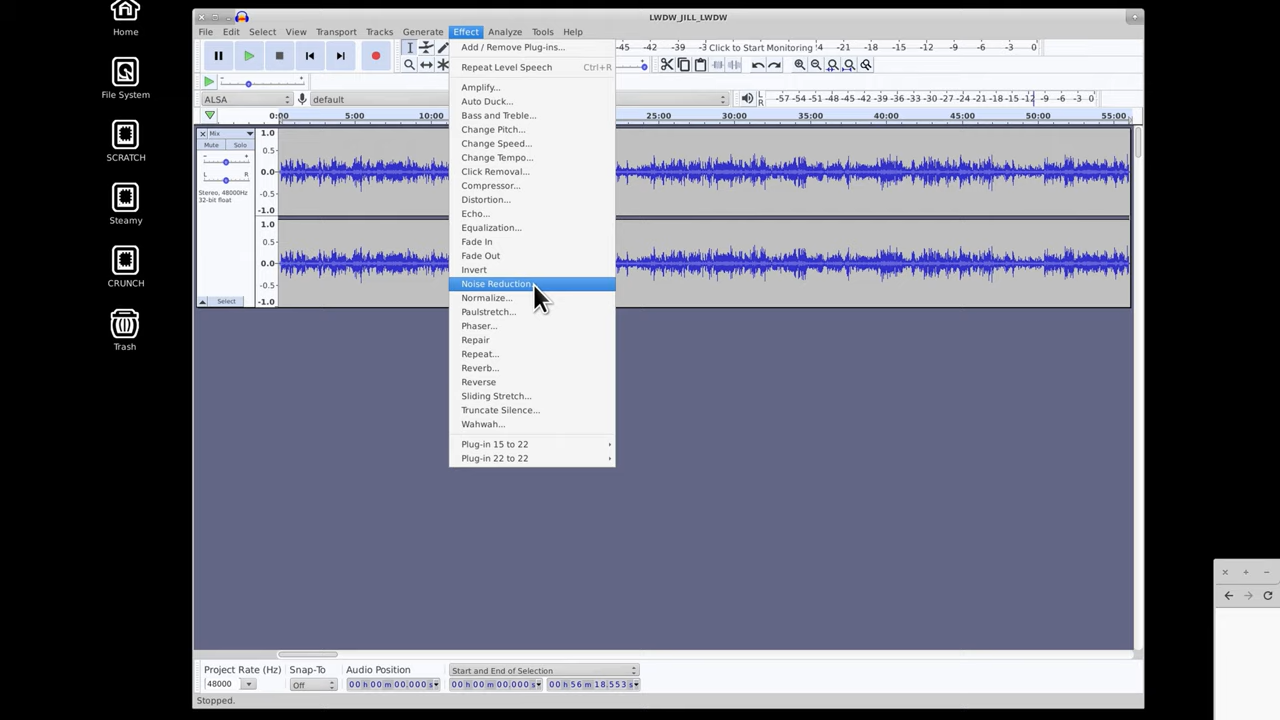 Home
File System
SCRATCH
Steamy
CRUNCH
Trash
LWDW_JILL_LWDW
File Edit Select View Transport Tracks Generate Effect Analyze Tools Help
-45 -42 -39 Click to Start Monitoring -21 -18 -15 -12 -9 -6 -3 0
ALSA default L R -57 -54 -51 -48 -45 -42 -39 -36 -33 -30 -27 -24 -21 -18 -15 -12 -9 -6 -3 0
0:00 5:00 10:00 25:00 30:00 35:00 40:00 45:00 50:00 55:00
Mix
Mute Solo
- +
L R
Stereo, 48000Hz
32-bit float
Select
1.0
0.5
0.0
-0.5
-1.0
1.0
0.5
0.0
-0.5
-1.0
Add / Remove Plug-ins...
Repeat Level Speech Ctrl+R
Amplify...
Auto Duck...
Bass and Treble...
Change Pitch...
Change Speed...
Change Tempo...
Click Removal...
Compressor...
Distortion...
Echo...
Equalization...
Fade In
Fade Out
Invert
Noise Reduction
Normalize...
Paulstretch...
Phaser...
Repair
Repeat...
Reverb...
Reverse
Sliding Stretch...
Truncate Silence...
Wahwah...
Plug-in 15 to 22
Plug-in 22 to 22
Project Rate (Hz) Snap-To Audio Position Start and End of Selection
48000 Off 00 h 00 m 00,000 s 00 h 00 m 00,000 s 00 h 56 m 18,553 s
Stopped.